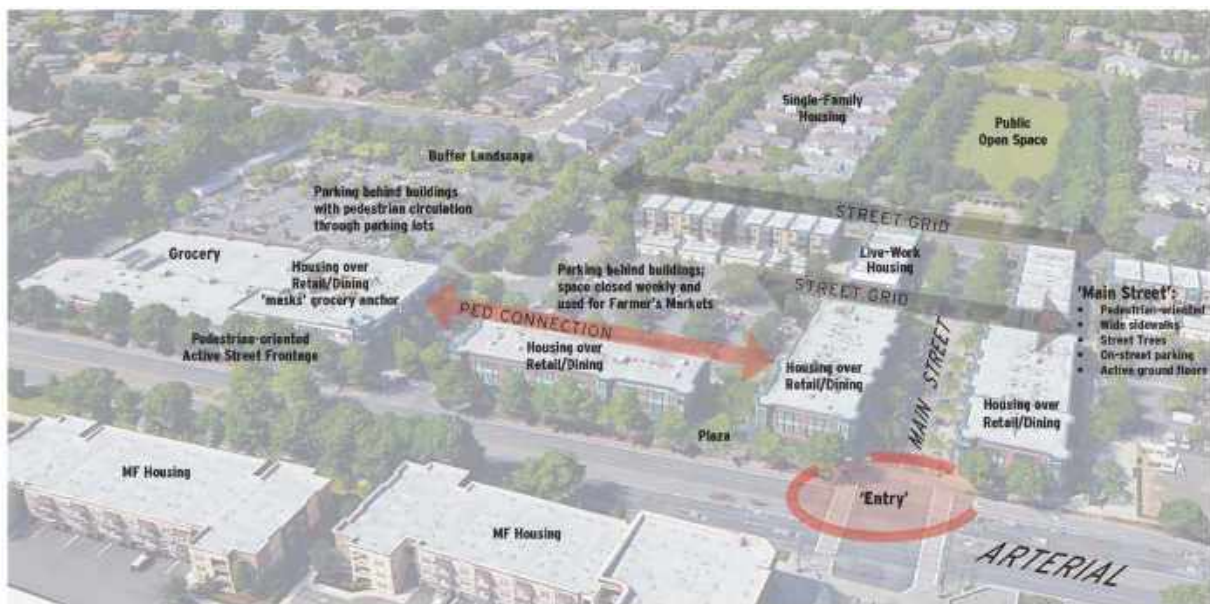 Single-Family
Housing
Public
Open Space
Buffer Landscape
Parking behind buildings
with pedestrian circulation
through parking lots
STREET GRID
Grocery
Live-Work
Housing
Housing over
Retail/Dining
'masks' grocery anchor
Parking behind buildings;
space closed weekly and
used for Farmer's Markets
STREET GRID
'Main Street':
• Pedestrian-oriented
• Wide sidewalks
• Street Trees
• On-street parking
• Active ground floors
PED CONNECTION
Pedestrian-oriented
Active Street Frontage
Housing over
Retail/Dining
Housing over
Retail/Dining
MAIN STREET
Housing over
Retail/Dining
Plaza
MF Housing
'Entry'
MF Housing
ARTERIAL